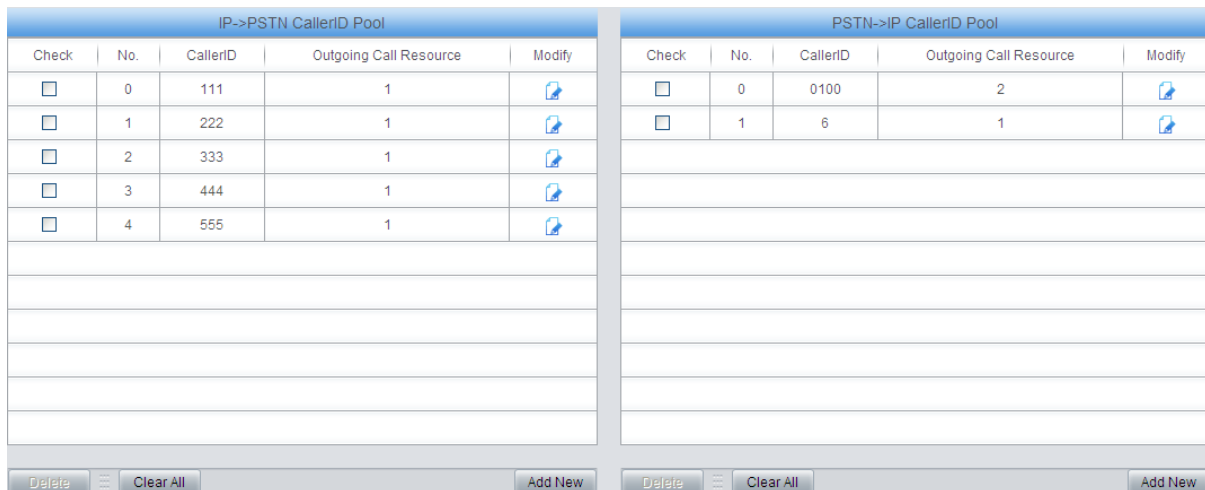 IP->PSTN CallerID Pool
Check No. CallerID Outgoing Call Resource Modify
0 111 1
1 222 1
2 333 1
3 444 1
4 555 1
Delete Clear All Add New
PSTN->IP CallerID Pool
Check No. CallerID Outgoing Call Resource Modify
0 0100 2
1 6 1
Delete Clear All Add New